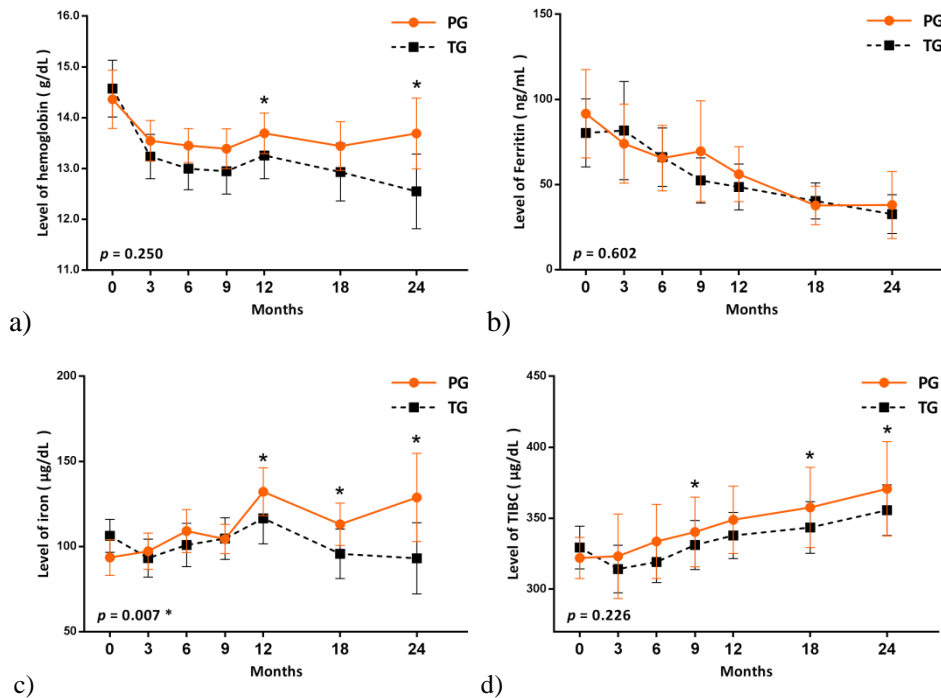 16.0
15.0
14.0
13.0
12.0
11.0
Level of hemoglobin ( g/dL)
PG
TG
*
*
p = 0.250
0 3 6 9 12 18 24
Months
a)
150
100
50
0
Level of Ferritin ( ng/mL)
PG
TG
p = 0.602
0 3 6 9 12 18 24
Months
b)
200
150
100
50
Level of iron ( µg/dL)
PG
TG
*
*
*
p = 0.007 *
0 3 6 9 12 18 24
Months
c)
450
400
350
300
Level of TIBC ( µg/dL)
PG
TG
*
*
*
p = 0.226
0 3 6 9 12 18 24
Months
d)